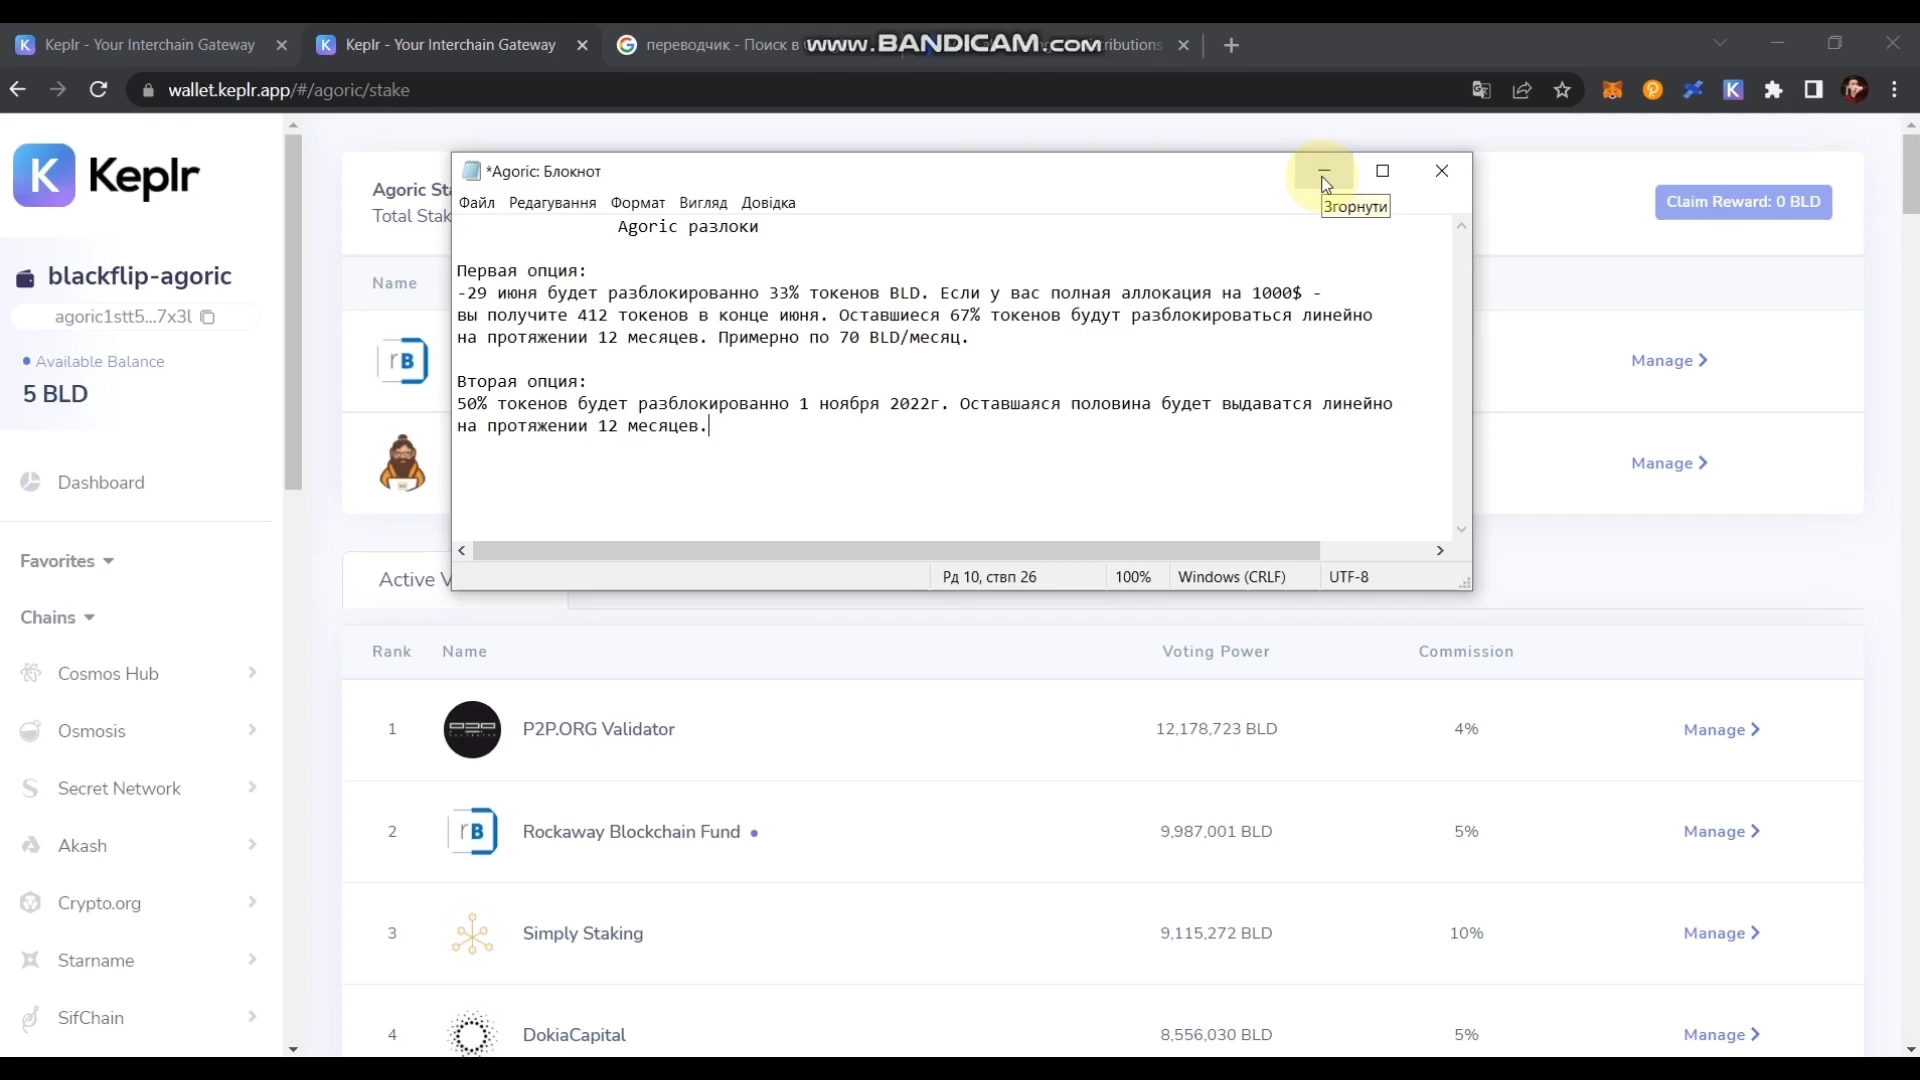 Keplr - Your Interchain Gateway
Keplr - Your Interchain Gateway
переводчик - Поиск в
www.BANDICAM.com
wallet.keplr.app/#/agoric/stake
Keplr
blackflip-agoric
agoric1stt5...7x3l
Available Balance
5 BLD
Dashboard
Favorites
Chains
Cosmos Hub
Osmosis
Secret Network
Akash
Crypto.org
Starname
SifChain
Agoric
Claim Reward: 0 BLD
Name
Manage
Manage
*Agoric: Блокнот
Файл Редагування Формат Вигляд Довідка
Згорнути
Agoric разлоки
Первая опция:
-29 июня будет разблокированно 33% токенов BLD. Если у вас полная аллокация на 1000$ -
вы получите 412 токенов в конце июня. Оставшиеся 67% токенов будут разблокироваться линейно
на протяжении 12 месяцев. Примерно по 70 BLD/месяц.
Вторая опция:
50% токенов будет разблокированно 1 ноября 2022г. Оставшаяся половина будет выдаватся линейно
на протяжении 12 месяцев.
Рд 10, ствп 26 100% Windows (CRLF) UTF-8
Active
Rank Name Voting Power Commission
1 P2P.ORG Validator 12,178,723 BLD 4% Manage
2 Rockaway Blockchain Fund 9,987,001 BLD 5% Manage
3 Simply Staking 9,115,272 BLD 10% Manage
4 DokiaCapital 8,556,030 BLD 5% Manage